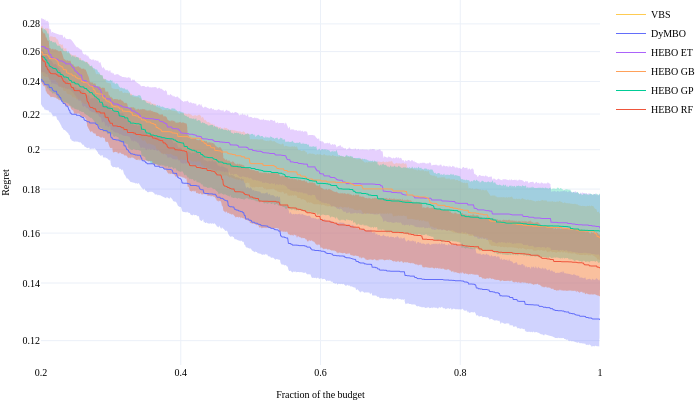 0.28
0.26
0.24
0.22
0.2
0.18
0.16
0.14
0.12
Regret
0.2
0.4
0.6
0.8
1
Fraction of the budget
VBS
DyMBO
HEBO ET
HEBO GB
HEBO GP
HEBO RF